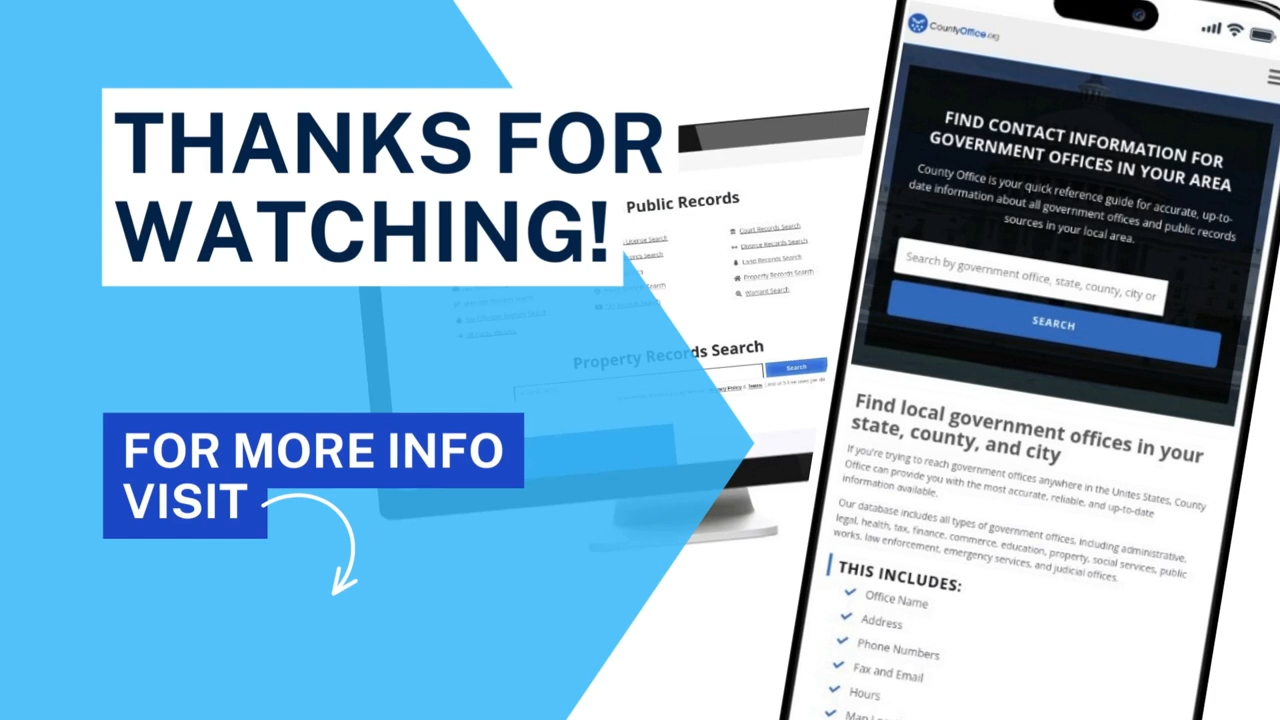 THANKS FOR
WATCHING!
FOR MORE INFO
VISIT
Public Records
License Search
Search
Court Records Search
Divorce Records Search
Land Records Search
Property Records Search
Warrant Search
Property Records Search
Search
CountyOffice.org
FIND CONTACT INFORMATION FOR
GOVERNMENT OFFICES IN YOUR AREA
County Office is your quick reference guide for accurate, up-to-
date information about all government offices and public records
sources in your local area.
Search by government office, state, county, city or
SEARCH
Find local government offices in your
state, county, and city
If you're trying to reach government offices anywhere in the Unites States, County
Office can provide you with the most accurate, reliable, and up-to-date
information available.
Our database includes all types of government offices, including administrative,
legal, health, tax, finance, commerce, education, property, social services, public
works, law enforcement, emergency services, and judicial offices.
THIS INCLUDES:
Office Name
Address
Phone Numbers
Fax and Email
Hours